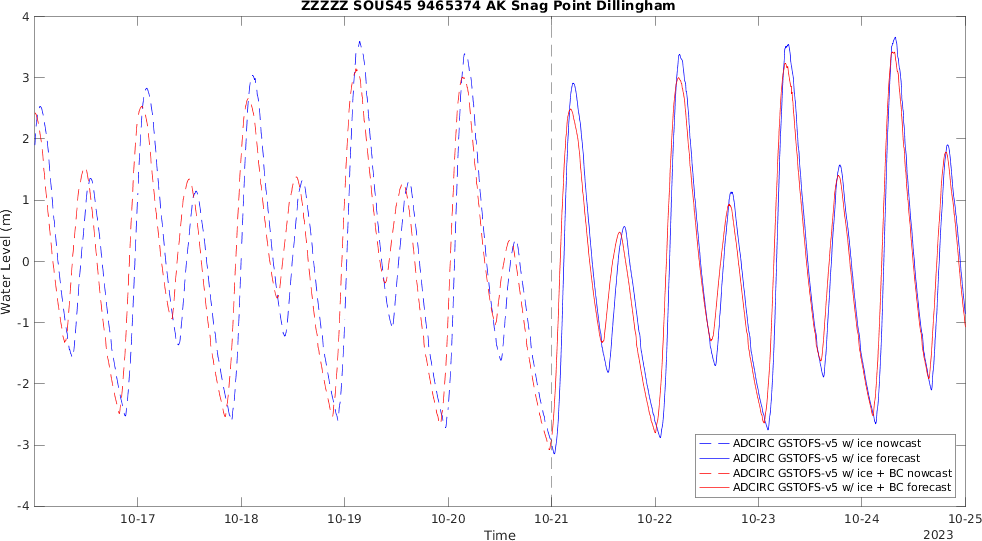 ZZZZZ SOUS45 9465374 AK Snag Point Dillingham
4
3
2
1
0
-1
-2
-3
-4
Water Level (m)
10-17
10-18
10-19
10-20
10-21
10-22
10-23
10-24
10-25
Time
2023
ADCIRC GSTOFS-v5 w/ ice nowcast
ADCIRC GSTOFS-v5 w/ ice forecast
ADCIRC GSTOFS-v5 w/ ice + BC nowcast
ADCIRC GSTOFS-v5 w/ ice + BC forecast